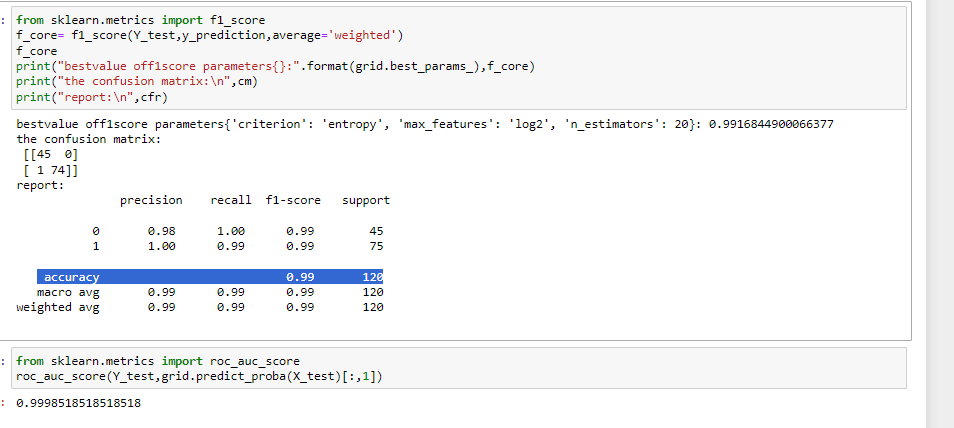 : from sklearn.metrics import f1_score
f_core= f1_score(Y_test,y_prediction,average='weighted')
f_core
print("bestvalue off1score parameters{}:".format(grid.best_params_),f_core)
print("the confusion matrix:\n",cm)
print("report:\n",cfr)
bestvalue off1score parameters{'criterion': 'entropy', 'max_features': 'log2', 'n_estimators': 20}: 0.9916844900066377
the confusion matrix:
[[45  0]
[ 1 74]]
report:
precision    recall  f1-score   support
0       0.98      1.00      0.99        45
1       1.00      0.99      0.99        75
accuracy                           0.99       120
macro avg       0.99      0.99      0.99       120
weighted avg       0.99      0.99      0.99       120
: from sklearn.metrics import roc_auc_score
roc_auc_score(Y_test,grid.predict_proba(X_test)[:,1])
: 0.9998518518518518